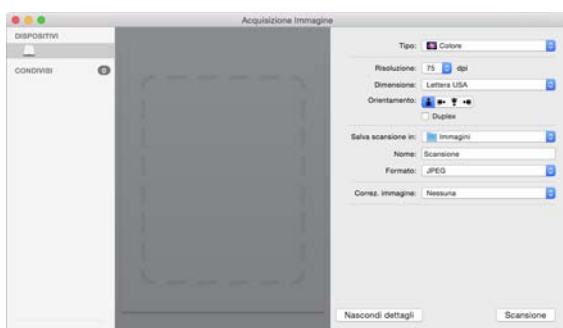 Acquisizione Immagine
DISPOSITIVI
CONDIVISI 0
Tipo: Colore
Risoluzione: 75 dpi
Dimensione: Lettera USA
Orientamento:
Duplex
Salva scansione in: Immagini
Nome: Scansione
Formato: JPEG
Correz. immagine: Nessuna
Nascondi dettagli Scansione